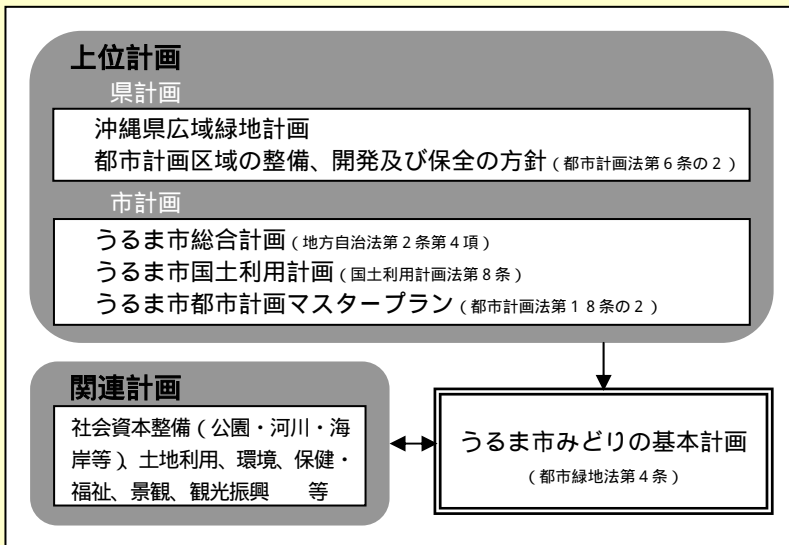 上位計画
県計画
沖縄県広域緑地計画
都市計画区域の整備、開発及び保全の方針(都市計画法第6条の2)
市計画
うるま市総合計画(地方自治法第2条第4項)
うるま市国土利用計画(国土利用計画法第8条)
うるま市都市計画マスタープラン(都市計画法第18条の2)
関連計画
社会資本整備(公園・河川・海
岸等)、土地利用、環境、保健・
福祉、景観、観光振興 等
うるま市みどりの基本計画
(都市緑地法第4条)